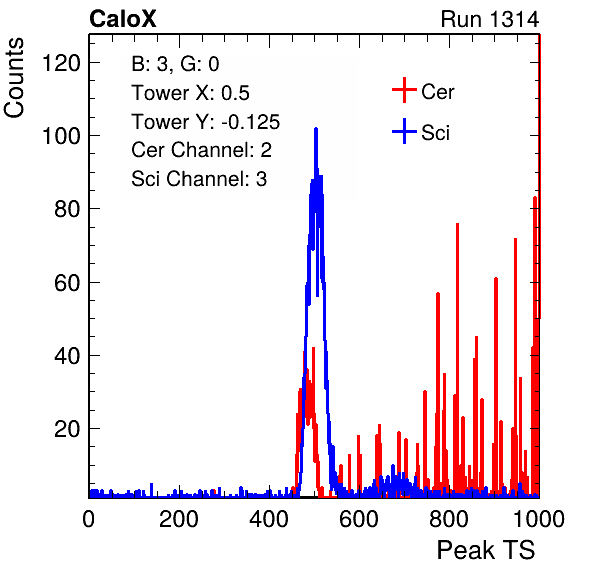 CaloX Run 1314
Counts
B: 3, G: 0
Tower X: 0.5
Tower Y: -0.125
Cer Channel: 2
Sci Channel: 3
Cer
Sci
120
100
80
60
40
20
0 200 400 600 800 1000
Peak TS